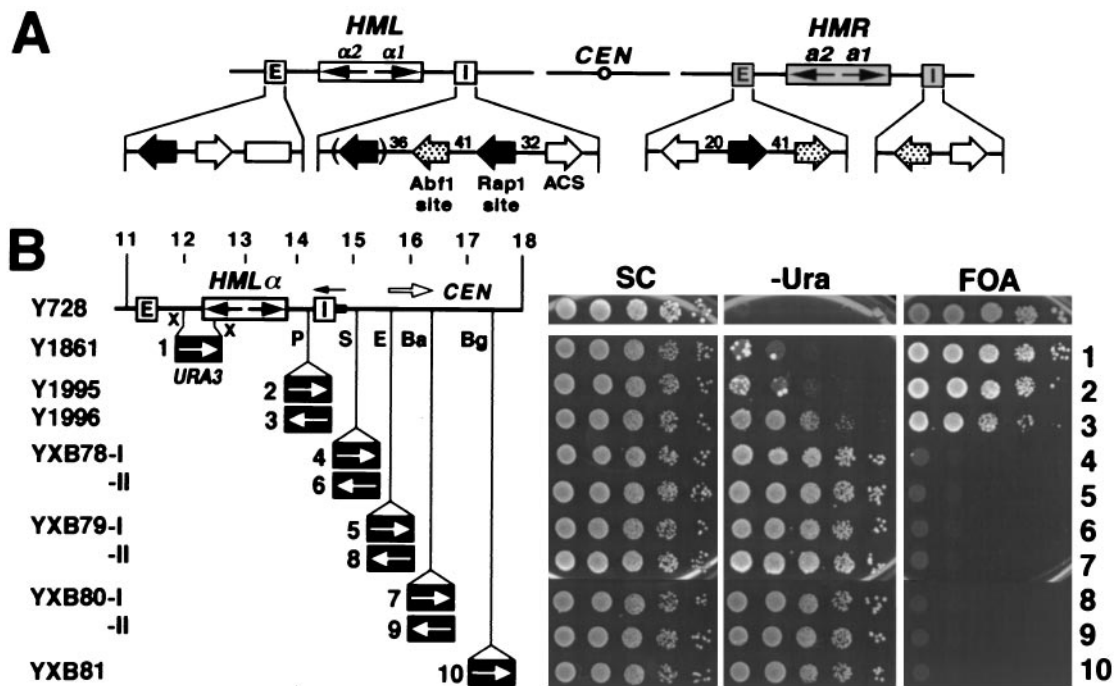 A
HML
HMR
α2 α1
CEN
a2 a1
E
I
E
I
( ) 36 41 32
20 41
Abf1 site
Rap1 site
ACS
B
11 12 13 14 15 16 17 18
HMLα
CEN
SC
-Ura
FOA
Y728
E
I
X
X
P
S
E
Ba
Bg
Y1861
1
URA3
1
Y1995
2
2
Y1996
3
3
YXB78-I
4
4
-II
6
5
YXB79-I
5
6
-II
8
7
YXB80-I
7
8
-II
9
9
YXB81
10
10